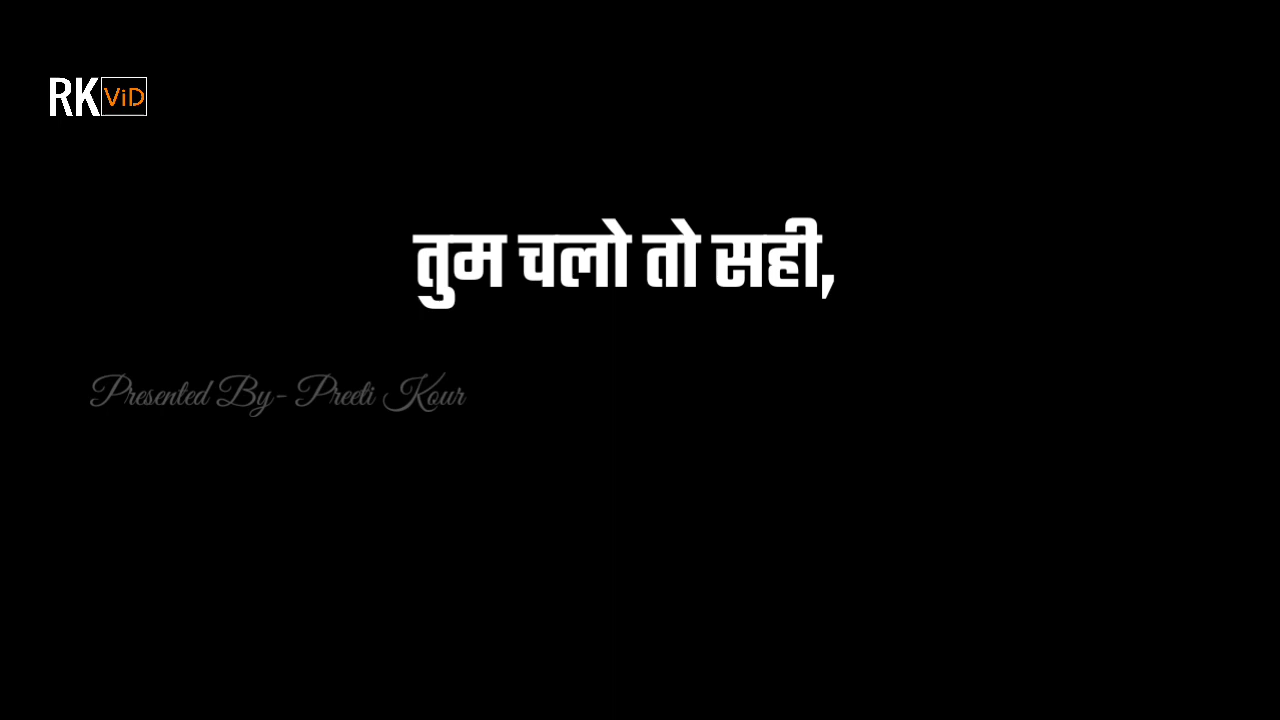 RK ViD
तुम चलो तो सही,
Presented By- Preeti Kour